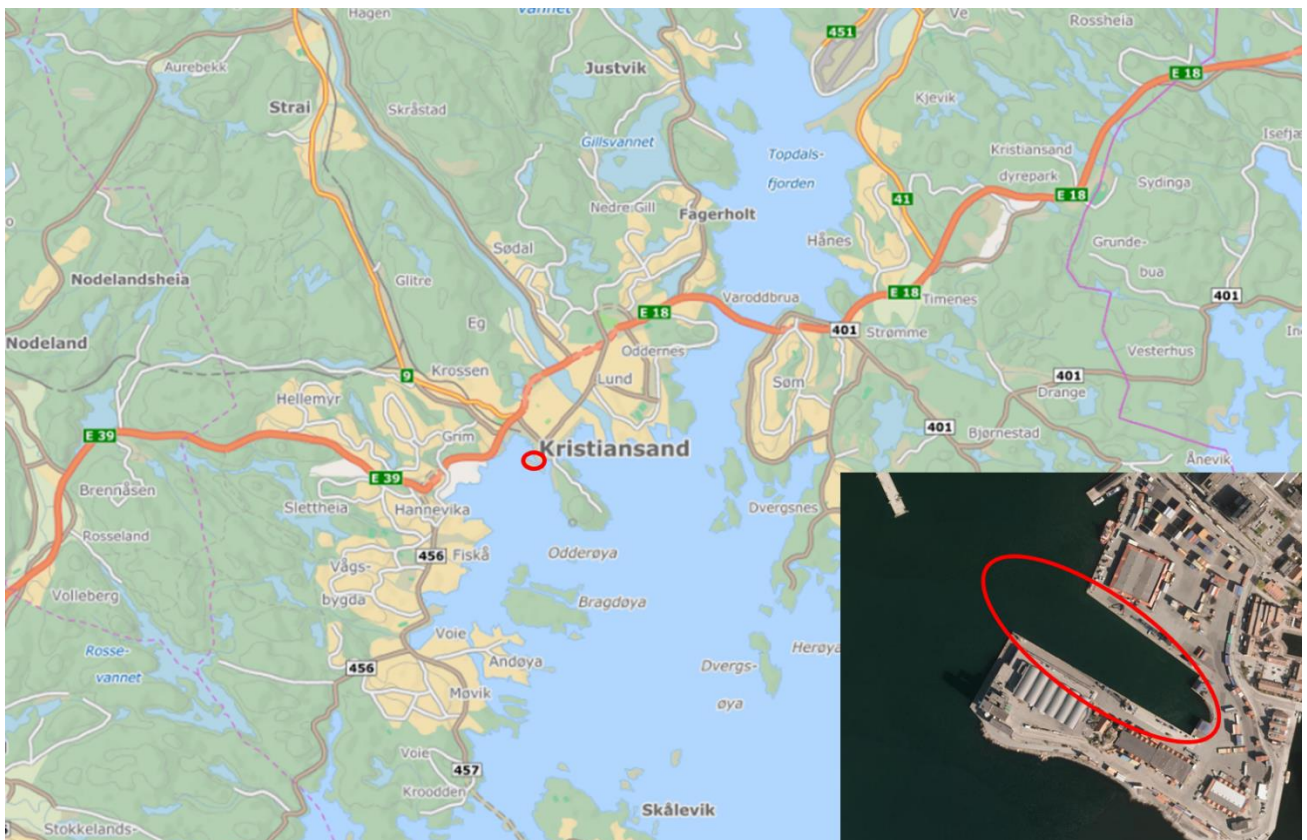 vannet
Hagen
451
Ve
Rossheia
Aurebekk
Justvik
E 18
Strai
Skråstad
Kjevik
Gillsvannet
Topdals-
fjorden
Kristiansand
dyrepark
Isefjæ
Sydinga
E 18
41
Nedre Gill
Fagerholt
Sødal
Hånes
Grunde-
bua
Nodelandsheia
Glitre
401
Varoddbrua
E 18
Timenes
Eg
E 18
401
Strømme
Nodeland
Oddernes
Vesterhus
Krossen
9
Lund
Søm
401
Drange
Hellemyr
401
Bjørnestad
E 39
Grim
Kristiansand
Ånevik
Brennåsen
E 39
Slettheia
Hannevika
Dvergsnes
Rosseland
456
Fiskå
Odderøya
Vågs-
bygda
Volleberg
Bragdøya
Voie
Herøya
Rosse-
vannet
456
Andøya
Dvergs-
øya
Møvik
Voie
457
Kroodden
Skålevik
Stokkelands-